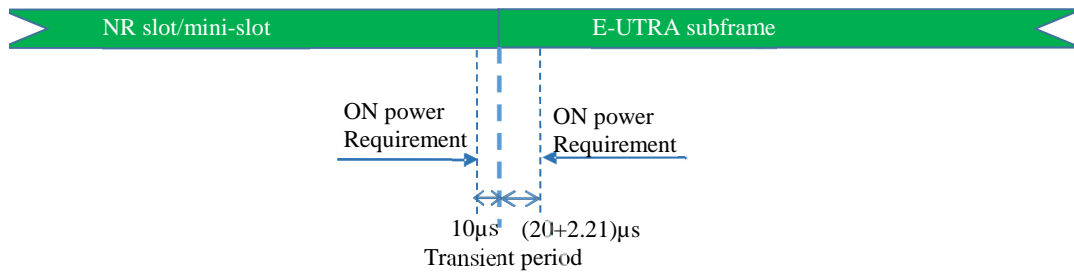 NR slot/mini-slot
E-UTRA subframe
ON power
Requirement
ON power
Requirement
10μs
(20+2.21)μs
Transient period